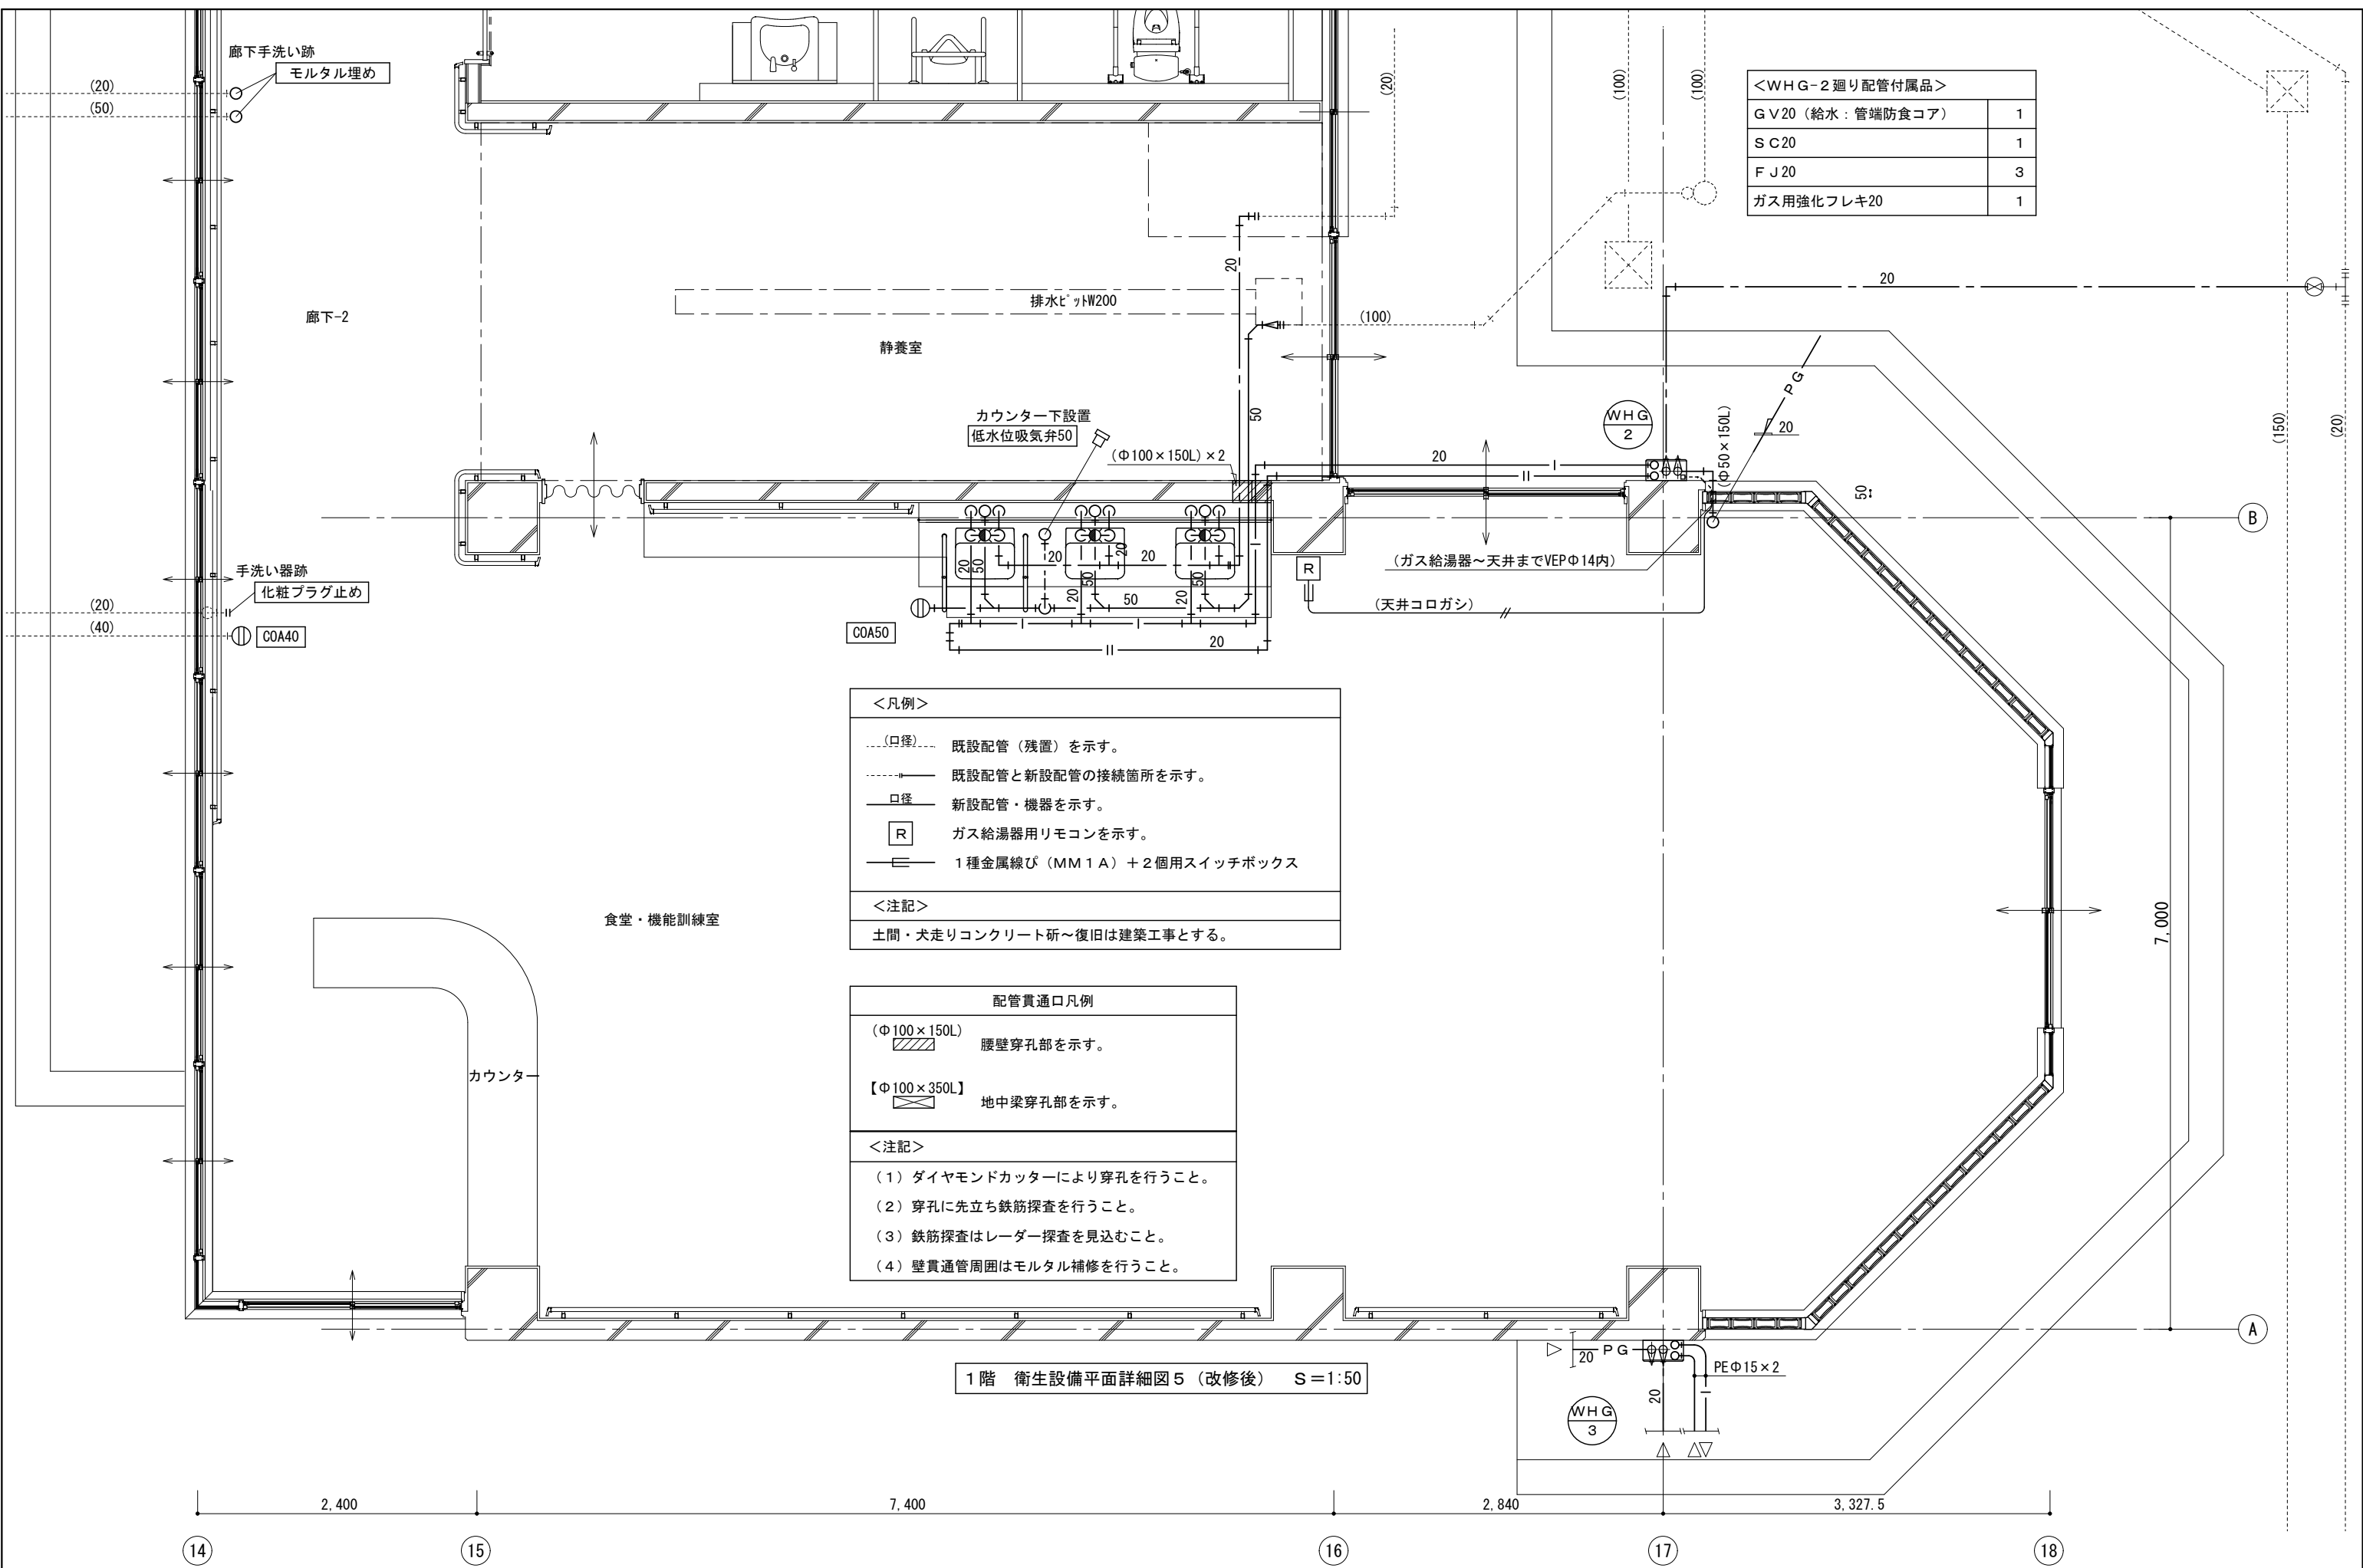 廊下手洗い跡
モルタル埋め
(20)
(50)
(20)
(100)
(100)
＜ＷＨＧ-２廻り配管付属品＞
ＧＶ20（給水：管端防食コア） 1
ＳＣ20 1
ＦＪ20 3
ガス用強化フレキ20 1
20
排水ﾋﾟｯﾄW200
(100)
20
廊下-2
静養室
50
カウンター下設置
低水位吸気弁50
(Φ100×150L)×2
20
ＷＨＧ
2
(Φ50×150L)
ＰＧ
20
50
(150)
(20)
B
(ガス給湯器～天井までVEPΦ14内)
R
(天井コロガシ)
手洗い器跡
化粧プラグ止め
(20)
(40)
COA40
20
50
20
20
20
50
50
20
20
50
COA50
20
＜凡例＞
(口径) 既設配管（残置）を示す。
既設配管と新設配管の接続箇所を示す。
口径 新設配管・機器を示す。
R ガス給湯器用リモコンを示す。
１種金属線ぴ（ＭＭ１Ａ）＋２個用スイッチボックス
＜注記＞
土間・犬走りコンクリート斫～復旧は建築工事とする。
7,000
食堂・機能訓練室
カウンター
配管貫通口凡例
(Φ100×150L)
腰壁穿孔部を示す。
【Φ100×350L】
地中梁穿孔部を示す。
＜注記＞
（１）ダイヤモンドカッターにより穿孔を行うこと。
（２）穿孔に先立ち鉄筋探査を行うこと。
（３）鉄筋探査はレーダー探査を見込むこと。
（４）壁貫通管周囲はモルタル補修を行うこと。
A
20
ＰＧ
PEΦ15×2
20
ＷＨＧ
3
１階　衛生設備平面詳細図５（改修後）　Ｓ＝1:50
2,400
7,400
2,840
3,327.5
14
15
16
17
18